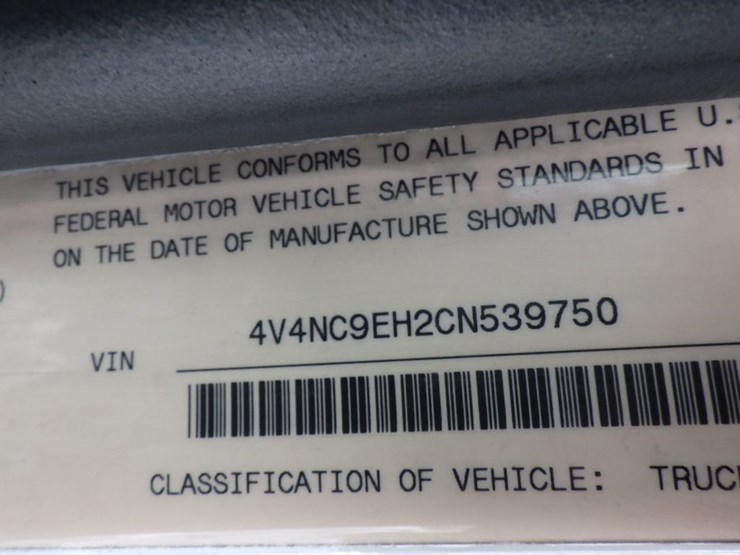 THIS VEHICLE CONFORMS TO ALL APPLICABLE U.
FEDERAL MOTOR VEHICLE SAFETY STANDARDS IN
ON THE DATE OF MANUFACTURE SHOWN ABOVE.
)
4V4NC9EH2CN539750
VIN
CLASSIFICATION OF VEHICLE: TRUC